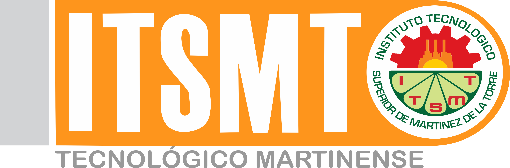 ITSMT
INSTITUTO TECNOLOGICO
SUPERIOR DE MARTINEZ DE LA TORRE
I T
T S M
TECNOLÓGICO MARTINENSE